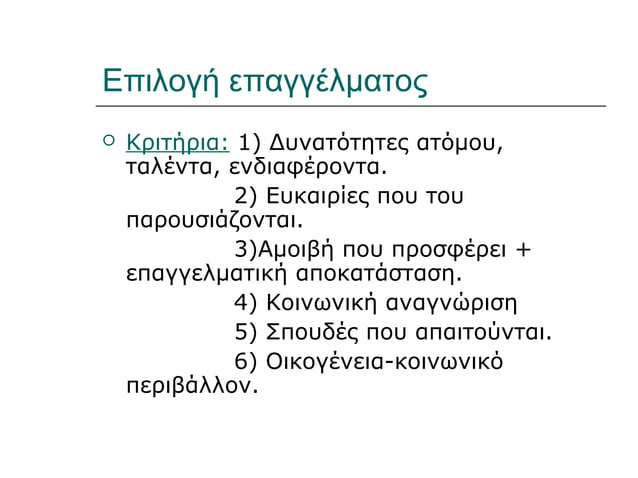 Επιλογή επαγγέλματος
Κριτήρια: 1) Δυνατότητες ατόμου,
ταλέντα, ενδιαφέροντα.
2) Ευκαιρίες που του
παρουσιάζονται.
3)Αμοιβή που προσφέρει +
επαγγελματική αποκατάσταση.
4) Κοινωνική αναγνώριση
5) Σπουδές που απαιτούνται.
6) Οικογένεια-κοινωνικό
περιβάλλον.